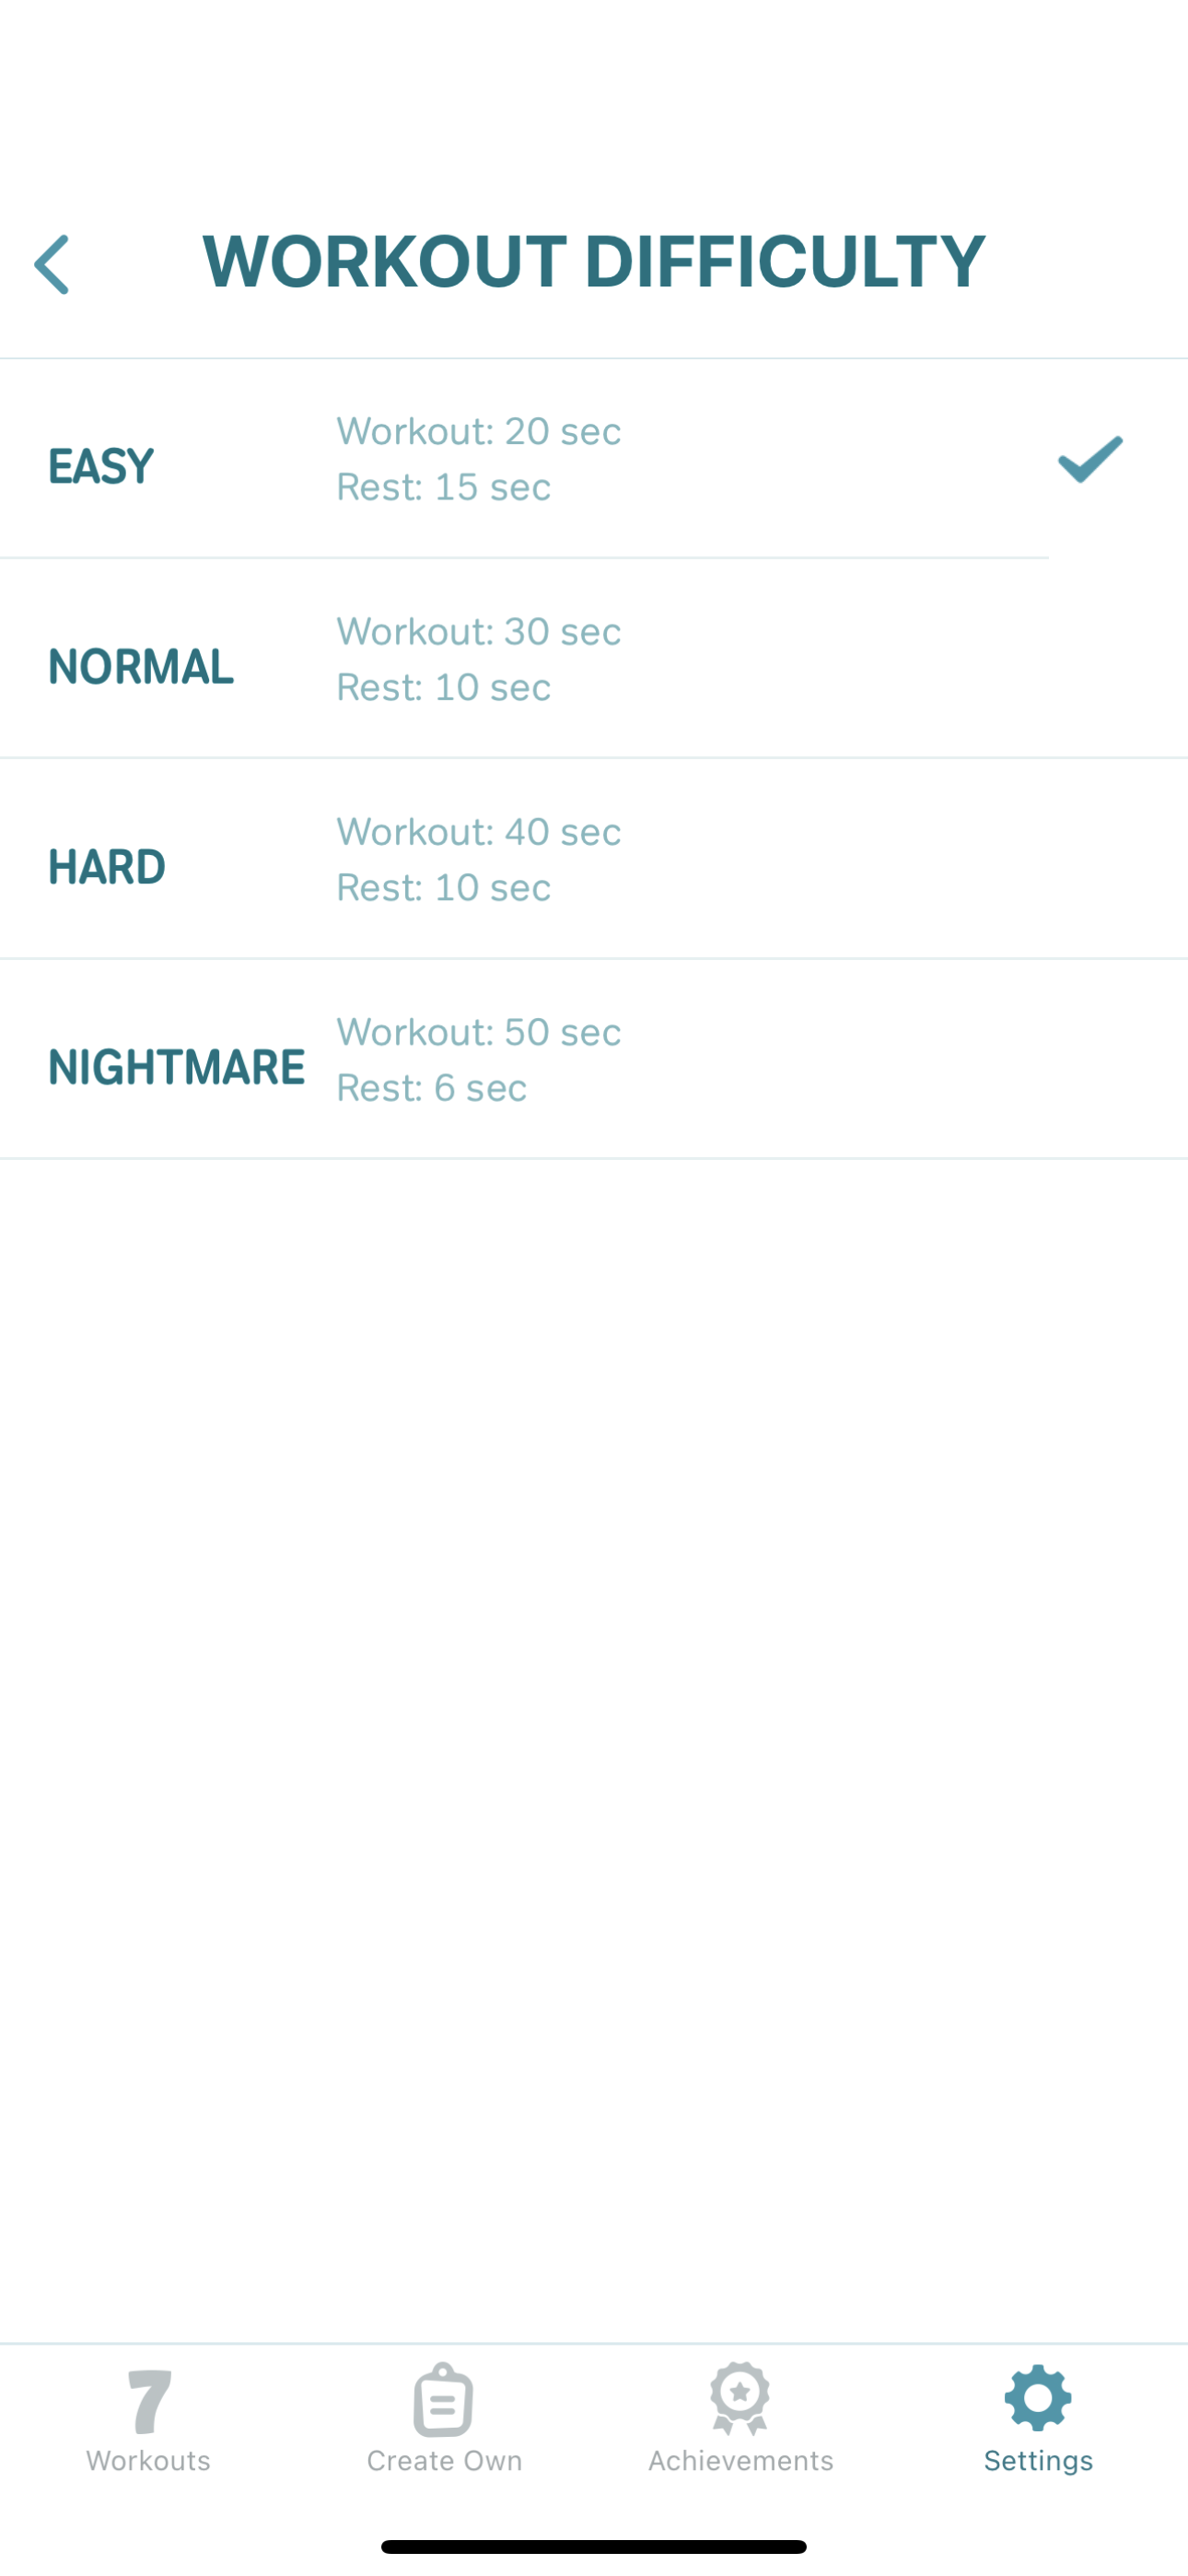 WORKOUT DIFFICULTY
EASY
Workout: 20 sec
Rest: 15 sec
NORMAL
Workout: 30 sec
Rest: 10 sec
HARD
Workout: 40 sec
Rest: 10 sec
NIGHTMARE
Workout: 50 sec
Rest: 6 sec
7
Workouts
Create Own
Achievements
Settings